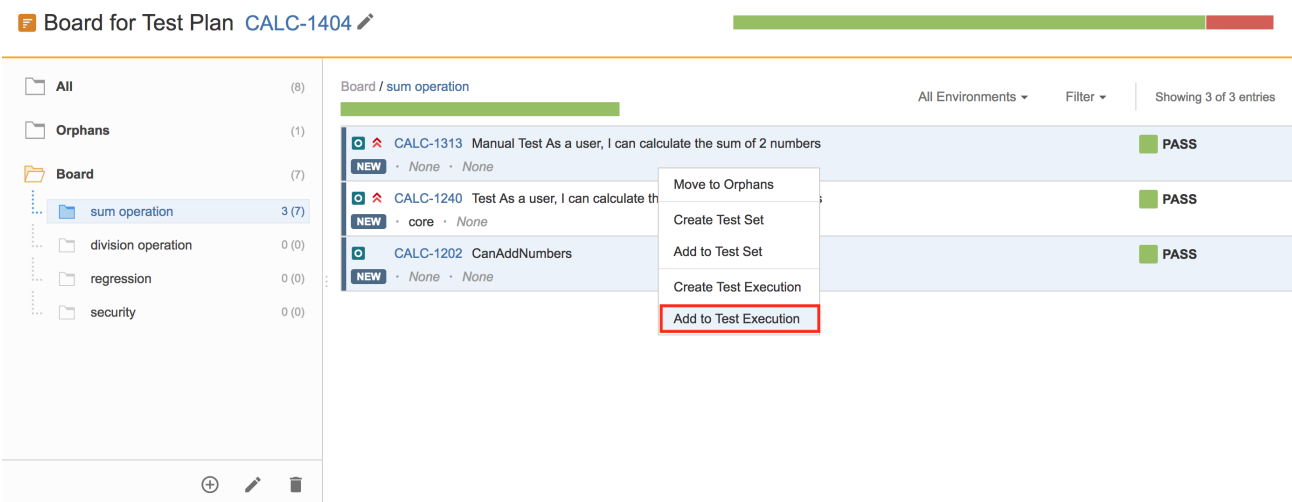 Board for Test Plan CALC-1404
All (8)
Orphans (1)
Board (7)
sum operation 3 (7)
division operation 0 (0)
regression 0 (0)
security 0 (0)
Board / sum operation
All Environments Filter Showing 3 of 3 entries
CALC-1313 Manual Test As a user, I can calculate the sum of 2 numbers PASS
NEW · None · None
CALC-1240 Test As a user, I can calculate th PASS
NEW · core · None
CALC-1202 CanAddNumbers PASS
NEW · None · None
Move to Orphans
Create Test Set
Add to Test Set
Create Test Execution
Add to Test Execution